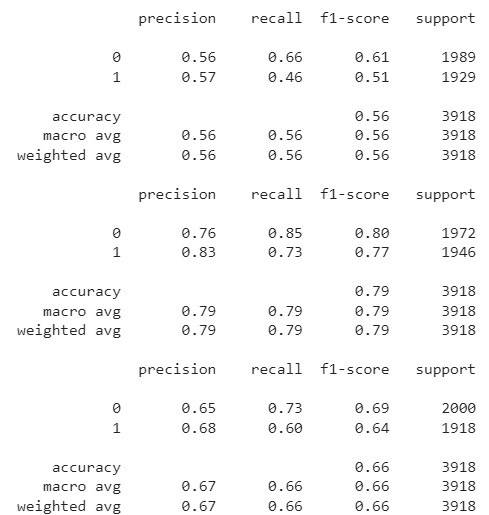 precision recall f1-score support
0 0.56 0.66 0.61 1989
1 0.57 0.46 0.51 1929
accuracy 0.56 3918
macro avg 0.56 0.56 0.56 3918
weighted avg 0.56 0.56 0.56 3918
precision recall f1-score support
0 0.76 0.85 0.80 1972
1 0.83 0.73 0.77 1946
accuracy 0.79 3918
macro avg 0.79 0.79 0.79 3918
weighted avg 0.79 0.79 0.79 3918
precision recall f1-score support
0 0.65 0.73 0.69 2000
1 0.68 0.60 0.64 1918
accuracy 0.66 3918
macro avg 0.67 0.66 0.66 3918
weighted avg 0.67 0.66 0.66 3918